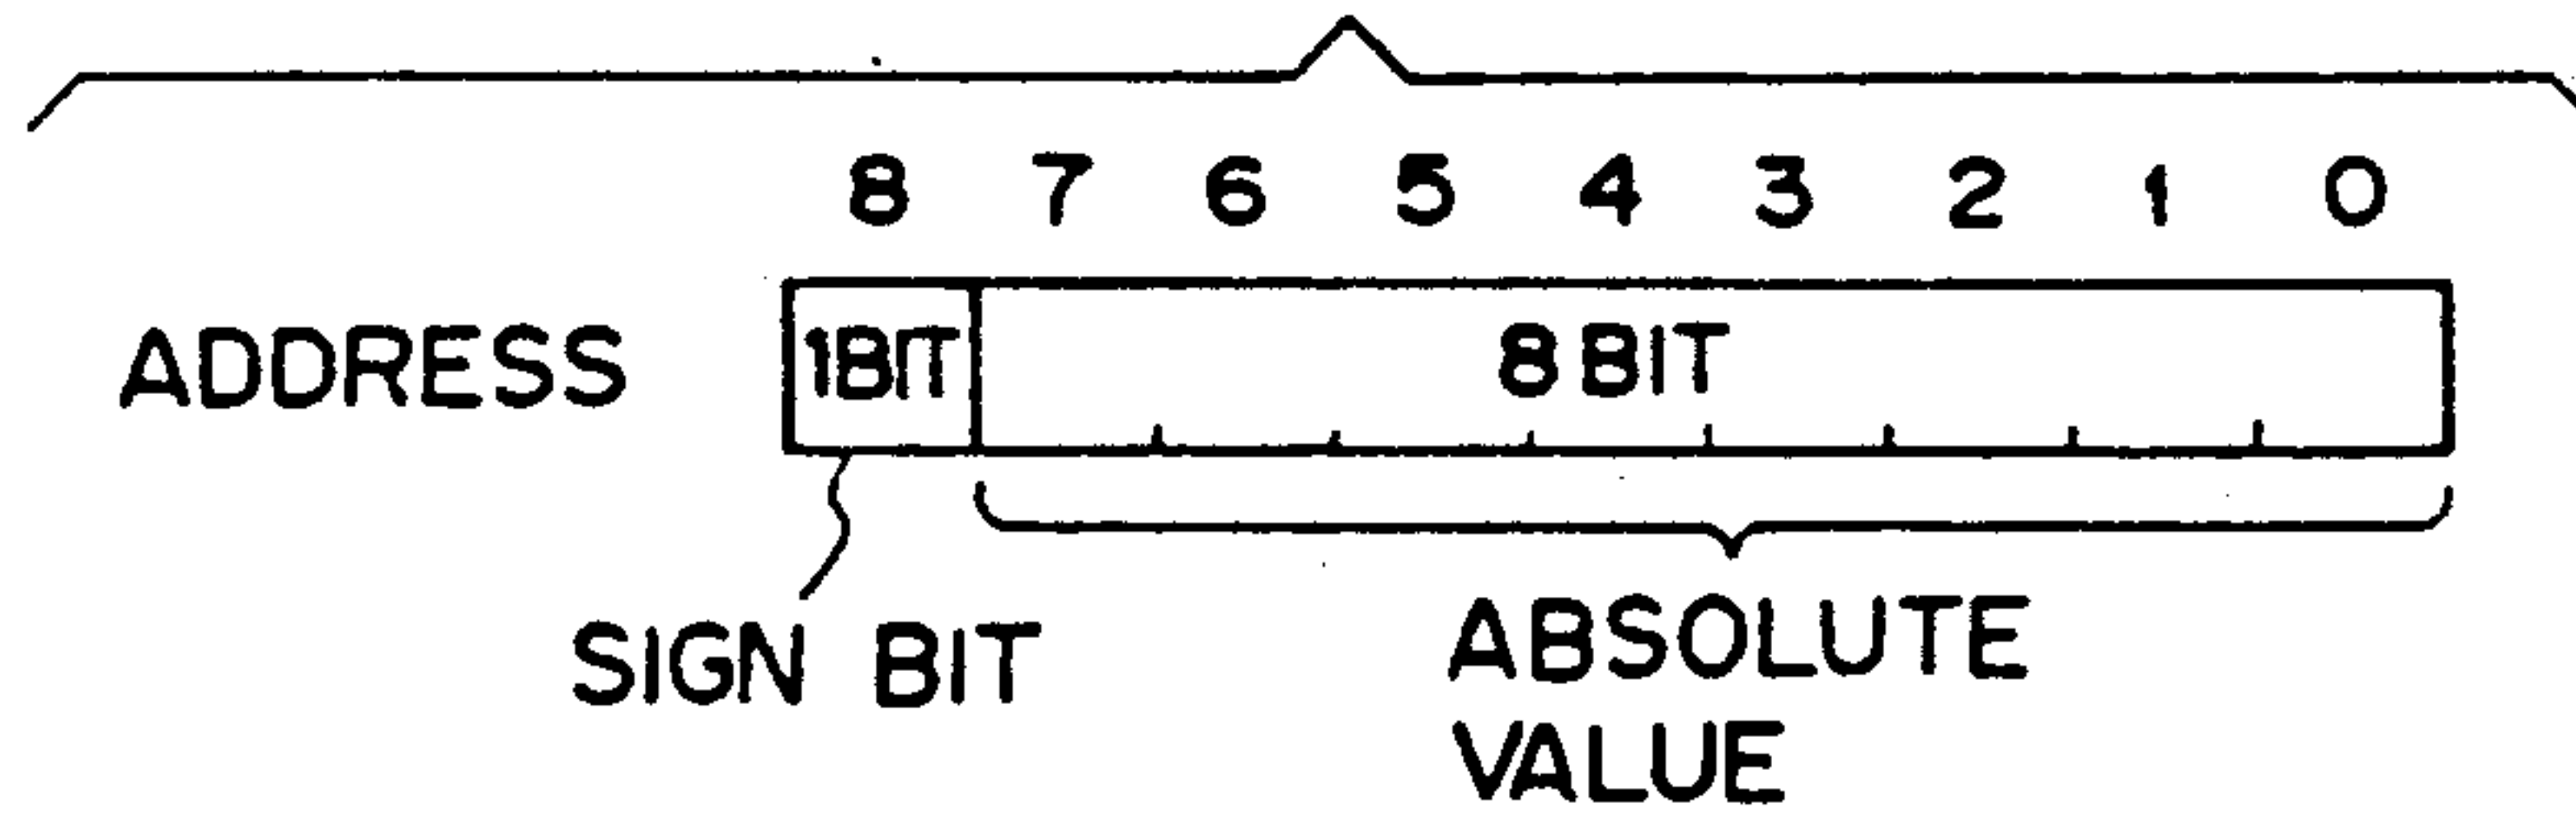 8 7 6 5 4 3 2 1 0
ADDRESS 1BIT 8 BIT
SIGN BIT
ABSOLUTE
VALUE